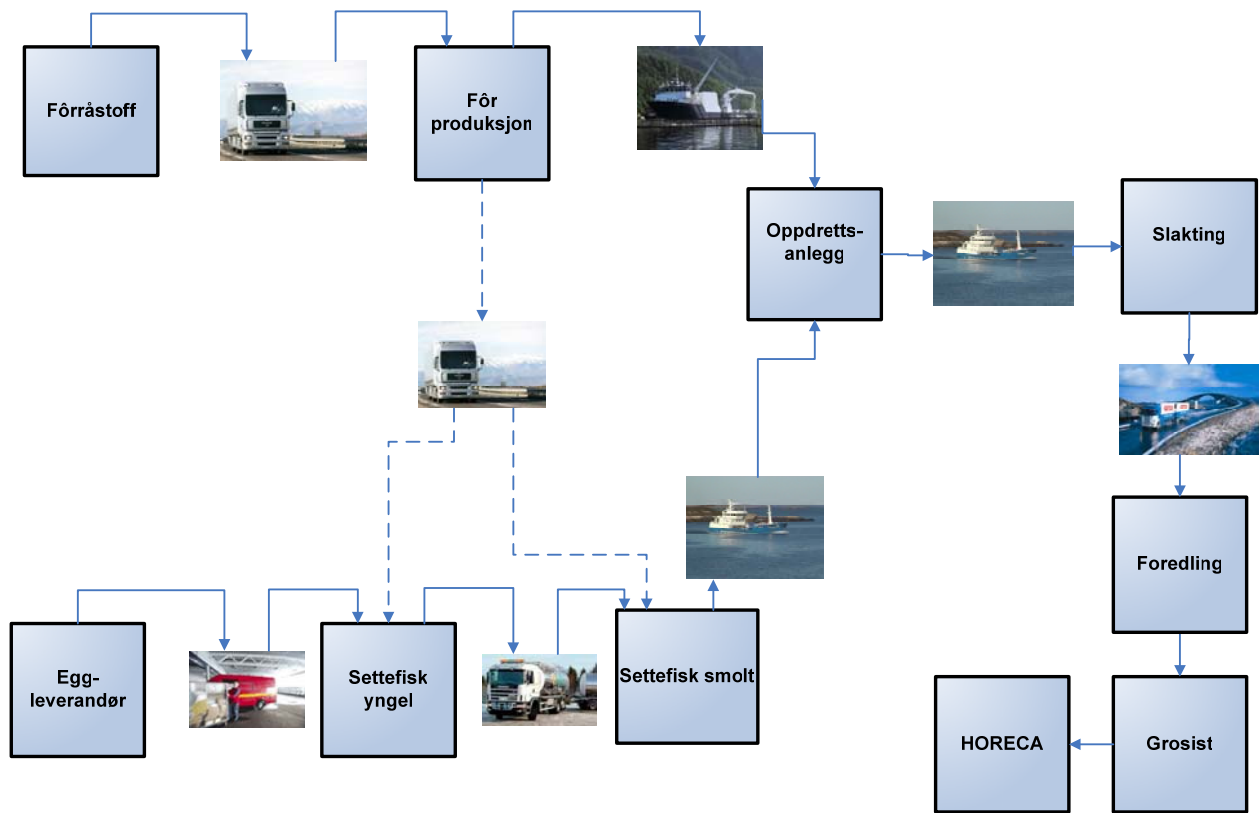 Fôrråstoff
Fôr
produksjon
Oppdretts-
anlegg
Slakting
Foredling
Egg-
leverandør
Settefisk
yngel
Settefisk smolt
HORECA
Grosist